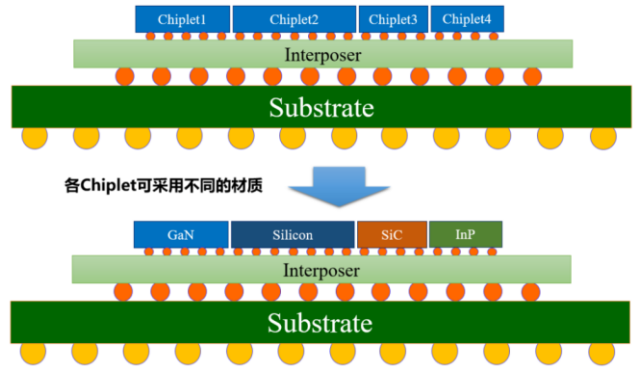 Chiplet1 Chiplet2 Chiplet3 Chiplet4
Interposer
Substrate
各Chiplet可采用不同的材质
GaN Silicon SiC InP
Interposer
Substrate